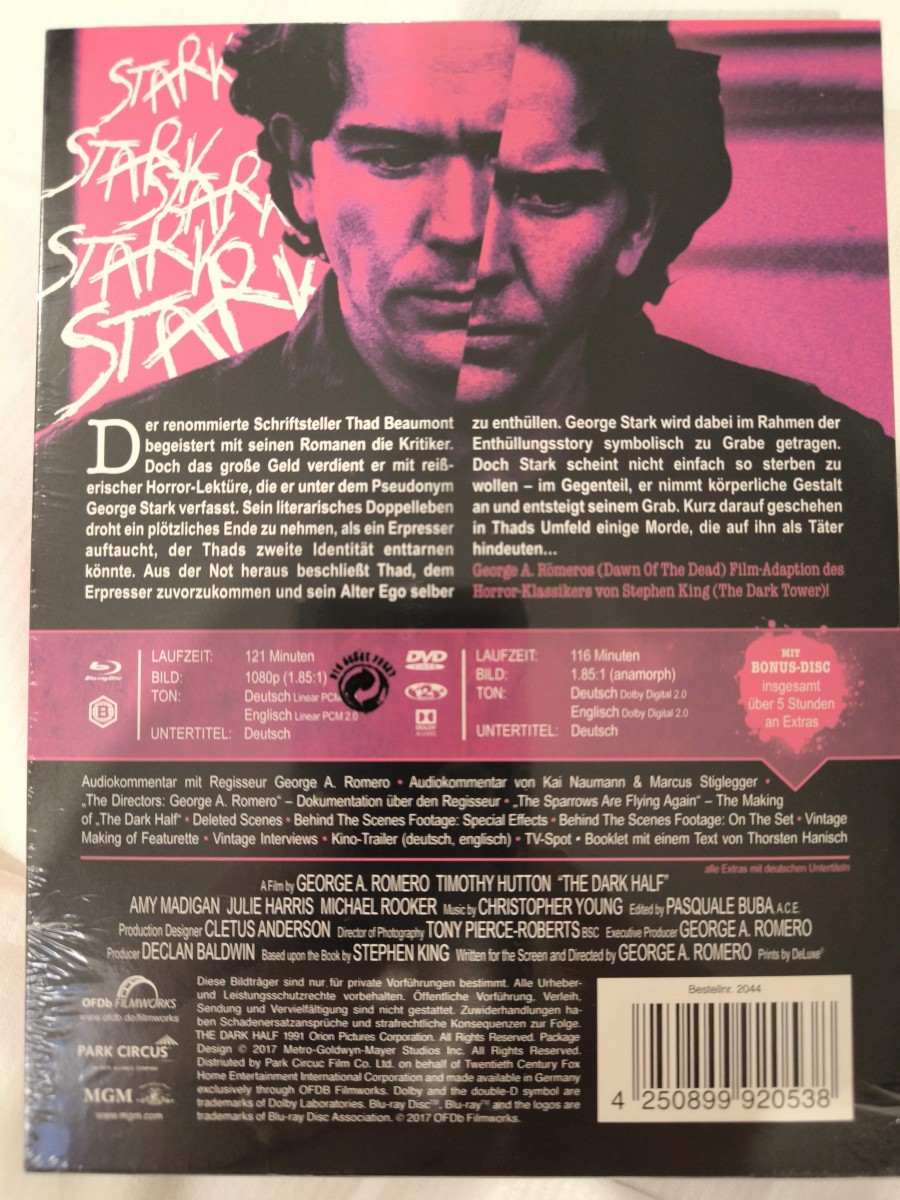 STARK
STARK
STARK
STARK
STARK
Der renommierte Schriftsteller Thad Beaumont
begeistert mit seinen Romanen die Kritiker.
Doch das große Geld verdient er mit reiß-
erischer Horror-Lektüre, die er unter dem Pseudonym
George Stark verfasst. Sein literarisches Doppelleben
droht ein plötzliches Ende zu nehmen, als ein Erpresser
auftaucht, der Thads zweite Identität enttarnen
könnte. Aus der Not heraus beschließt Thad, dem
Erpresser zuvorzukommen und sein Alter Ego selber
zu enthüllen. George Stark wird dabei im Rahmen der
Enthüllungsstory symbolisch zu Grabe getragen.
Doch Stark scheint nicht einfach so sterben zu
wollen – im Gegenteil, er nimmt körperliche Gestalt
an und entsteigt seinem Grab. Kurz darauf geschehen
in Thads Umfeld einige Morde, die auf ihn als Täter
hindeuten...
George A. Romeros (Dawn Of The Dead) Film-Adaption des
Horror-Klassikers von Stephen King (The Dark Tower)!
Blu-ray Disc
B
LAUFZEIT: 121 Minuten
BILD: 1080p (1.85:1)
TON: Deutsch Linear PCM
Englisch Linear PCM 2.0
UNTERTITEL: Deutsch
DVD
VIDEO
2
DOLBY
AUDIO
LAUFZEIT: 116 Minuten
BILD: 1.85:1 (anamorph)
TON: Deutsch Dolby Digital 2.0
Englisch Dolby Digital 2.0
UNTERTITEL: Deutsch
MIT
BONUS-DISC
insgesamt
über 5 Stunden
an Extras
Audiokommentar mit Regisseur George A. Romero • Audiokommentar von Kai Naumann & Marcus Stiglegger •
„The Directors: George A. Romero“ – Dokumentation über den Regisseur • „The Sparrows Are Flying Again“ – The Making
of „The Dark Half“ • Deleted Scenes • Behind The Scenes Footage: Special Effects • Behind The Scenes Footage: On The Set • Vintage
Making of Featurette • Vintage Interviews • Kino-Trailer (deutsch, englisch) • TV-Spot • Booklet mit einem Text von Thorsten Hanisch
alle Extras mit deutschen Untertiteln
A Film by GEORGE A. ROMERO TIMOTHY HUTTON "THE DARK HALF"
AMY MADIGAN JULIE HARRIS MICHAEL ROOKER Music by CHRISTOPHER YOUNG Edited by PASQUALE BUBA A.C.E.
Production Designer CLETUS ANDERSON Director of Photography TONY PIERCE-ROBERTS BSC Executive Producer GEORGE A. ROMERO
Producer DECLAN BALDWIN Based upon the Book by STEPHEN KING Written for the Screen and Directed by GEORGE A. ROMERO Prints by DeLuxe®
OFDb FILMWORKS
www.ofdb.de/filmworks
PARK CIRCUS
MGM
www.mgm.com
Diese Bildträger sind nur für private Vorführungen bestimmt. Alle Urheber-
und Leistungsschutzrechte vorbehalten. Öffentliche Vorführung, Verleih,
Sendung und Vervielfältigung sind nicht gestattet. Zuwiderhandlungen ha-
ben Schadenersatzansprüche und strafrechtliche Konsequenzen zur Folge.
THE DARK HALF 1991 Orion Pictures Corporation. All Rights Reserved. Package
Design © 2017 Metro-Goldwyn-Mayer Studios Inc. All Rights Reserved.
Distriuted by Park Circuc Film Co. Ltd. on behalf of Twentieth Century Fox
Home Entertainment International Corporation and made available in Germany
exclusively through OFDB Filmworks. Dolby and the double-D symbol are
trademarks of Dolby Laboratories. Blu-ray Disc™, Blu-ray™ and the logos are
trademarks of Blu-ray Disc Association. © 2017 OFDb Filmworks.
Bestellnr. 2044
4 250899 920538